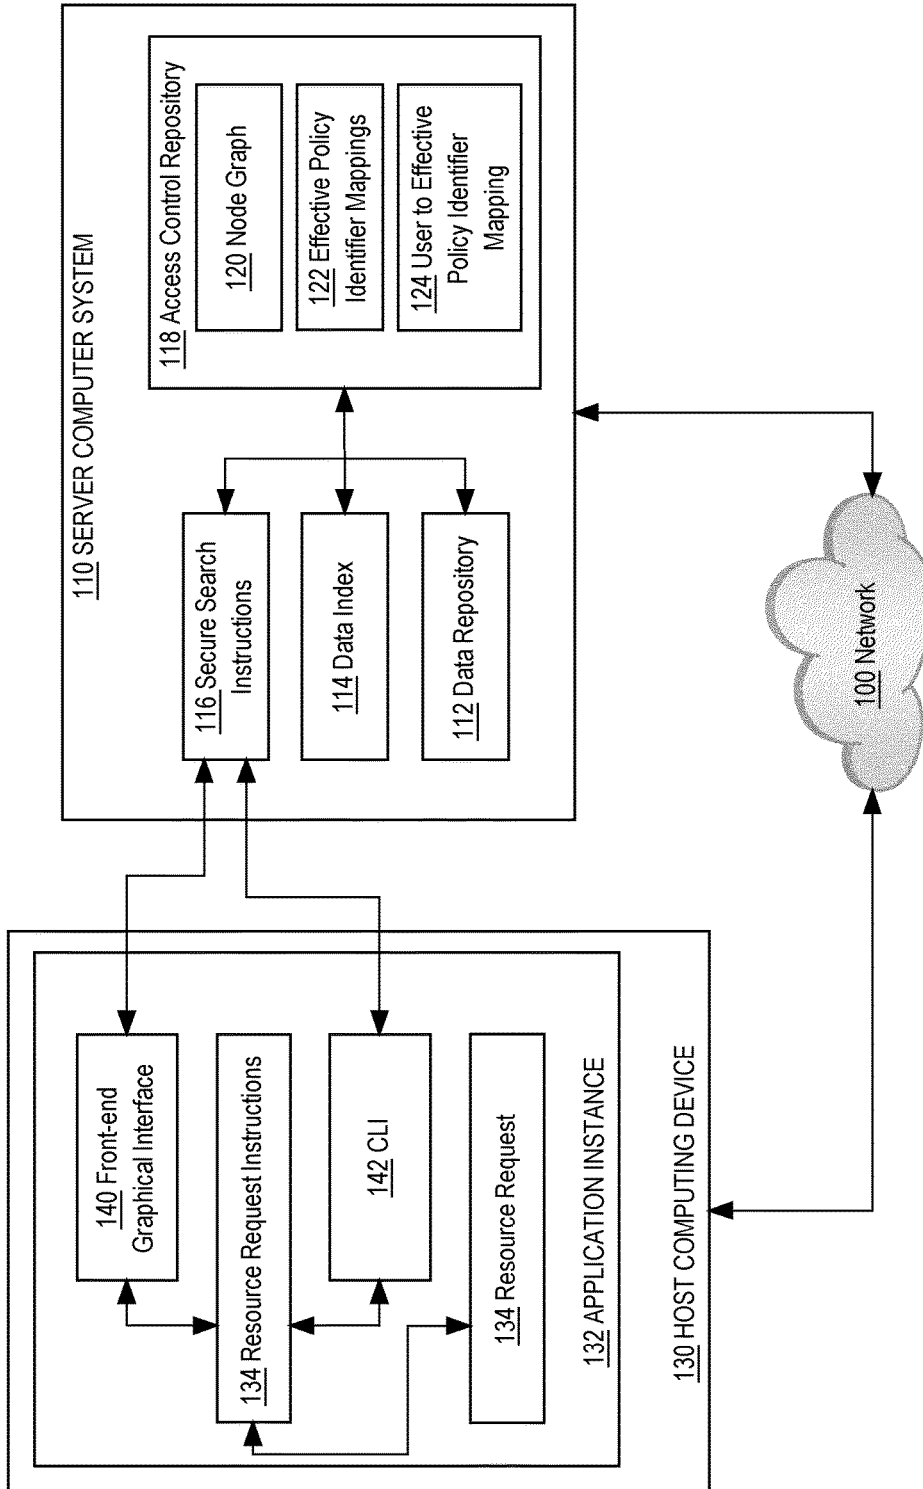 110 SERVER COMPUTER SYSTEM
118 Access Control Repository
120 Node Graph
122 Effective Policy
Identifier Mappings
124 User to Effective
Policy Identifier
Mapping
116 Secure Search
Instructions
114 Data Index
112 Data Repository
140 Front-end
Graphical Interface
134 Resource Request Instructions
142 CLI
134 Resource Request
132 APPLICATION INSTANCE
130 HOST COMPUTING DEVICE
100 Network